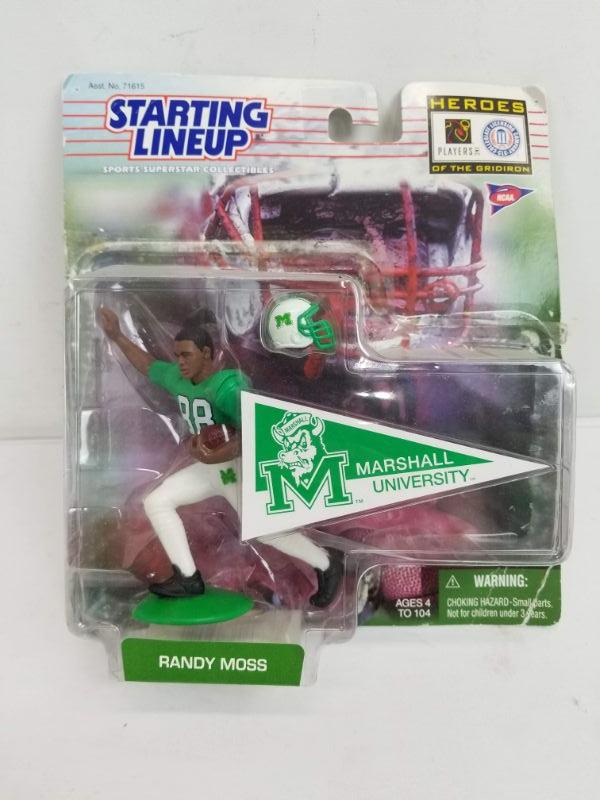 Asst. No. 71615
STARTING
LINEUP
SPORTS SUPERSTAR COLLECTIBLES
HEROES
PLAYERS
OF THE GRIDIRON
NCAA
M
88
M
MARSHALL
M
MARSHALL
UNIVERSITY
TM
AGES 4
TO 104
WARNING:
CHOKING HAZARD-Small parts.
Not for children under 3 years.
RANDY MOSS